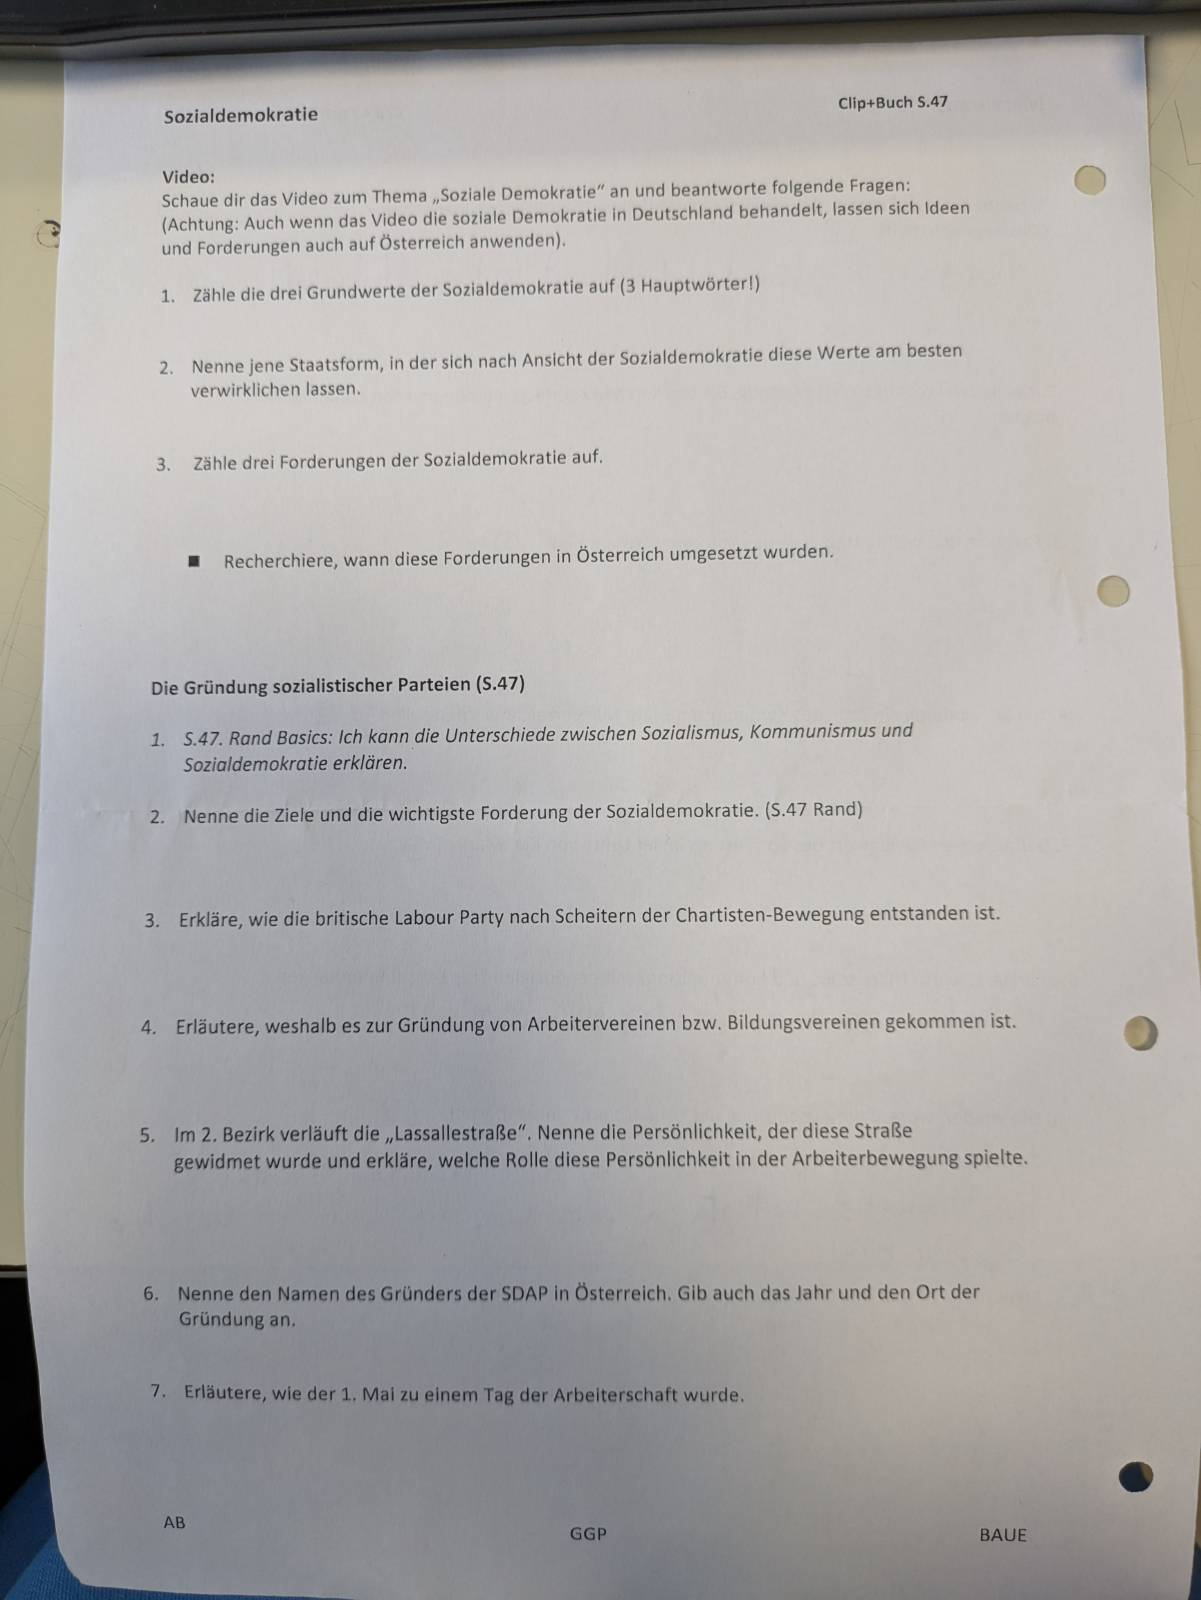 Sozialdemokratie
Clip+Buch S.47
Video:
Schaue dir das Video zum Thema „Soziale Demokratie“ an und beantworte folgende Fragen:
(Achtung: Auch wenn das Video die soziale Demokratie in Deutschland behandelt, lassen sich Ideen
und Forderungen auch auf Österreich anwenden).
1. Zähle die drei Grundwerte der Sozialdemokratie auf (3 Hauptwörter!)
2. Nenne jene Staatsform, in der sich nach Ansicht der Sozialdemokratie diese Werte am besten
verwirklichen lassen.
3. Zähle drei Forderungen der Sozialdemokratie auf.
■ Recherchiere, wann diese Forderungen in Österreich umgesetzt wurden.
Die Gründung sozialistischer Parteien (S.47)
1. S.47. Rand Basics: Ich kann die Unterschiede zwischen Sozialismus, Kommunismus und
Sozialdemokratie erklären.
2. Nenne die Ziele und die wichtigste Forderung der Sozialdemokratie. (S.47 Rand)
3. Erkläre, wie die britische Labour Party nach Scheitern der Chartisten-Bewegung entstanden ist.
4. Erläutere, weshalb es zur Gründung von Arbeitervereinen bzw. Bildungsvereinen gekommen ist.
5. Im 2. Bezirk verläuft die „Lassallestraße“. Nenne die Persönlichkeit, der diese Straße
gewidmet wurde und erkläre, welche Rolle diese Persönlichkeit in der Arbeiterbewegung spielte.
6. Nenne den Namen des Gründers der SDAP in Österreich. Gib auch das Jahr und den Ort der
Gründung an.
7. Erläutere, wie der 1. Mai zu einem Tag der Arbeiterschaft wurde.
AB
GGP
BAUE